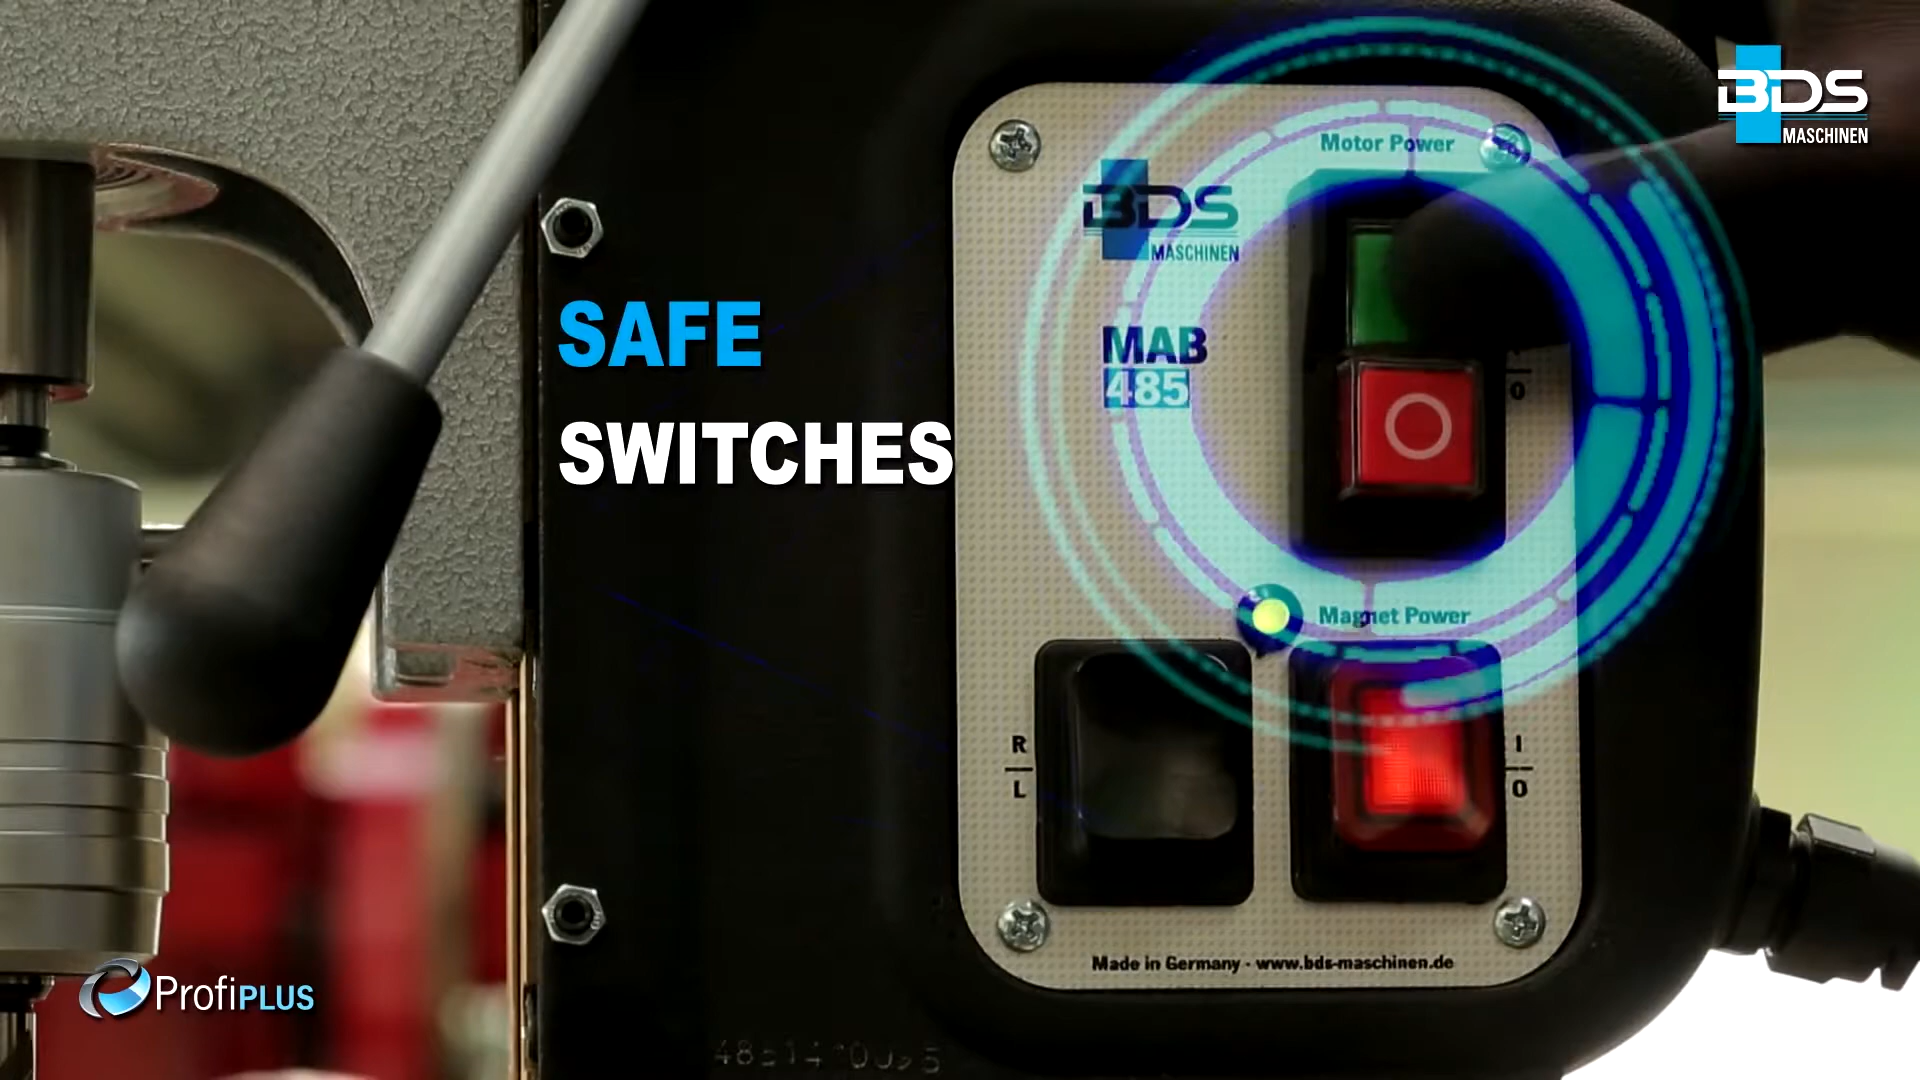 BDS
MASCHINEN
Motor Power
BDS
MASCHINEN
SAFE
MAB
485
0
SWITCHES
Magnet Power
R
L
I
O
Made in Germany · www.bds-maschinen.de
ProfiPLUS